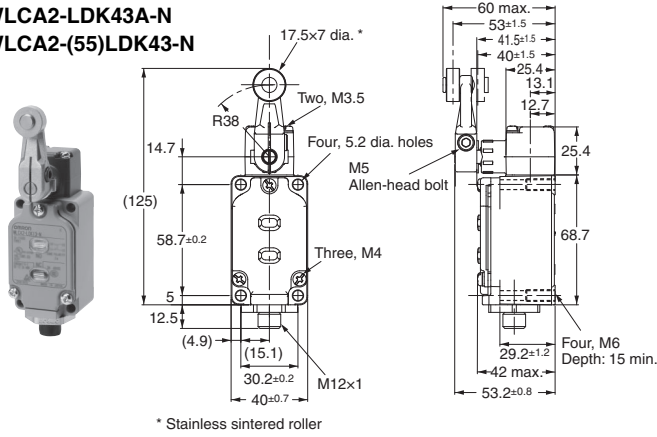 WLCA2-LDK43A-N
WLCA2-(55)LDK43-N
17.5×7 dia. *
Two, M3.5
R38
14.7
Four, 5.2 dia. holes
(125)
58.7±0.2
Three, M4
5
12.5
(4.9)
(15.1)
30.2±0.2
M12×1
40±0.7
* Stainless sintered roller
60 max.
53±1.5
41.5±1.5
40±1.5
25.4
13.1
12.7
M5
Allen-head bolt
25.4
68.7
29.2±1.2
Four, M6
Depth: 15 min.
42 max.
53.2±0.8